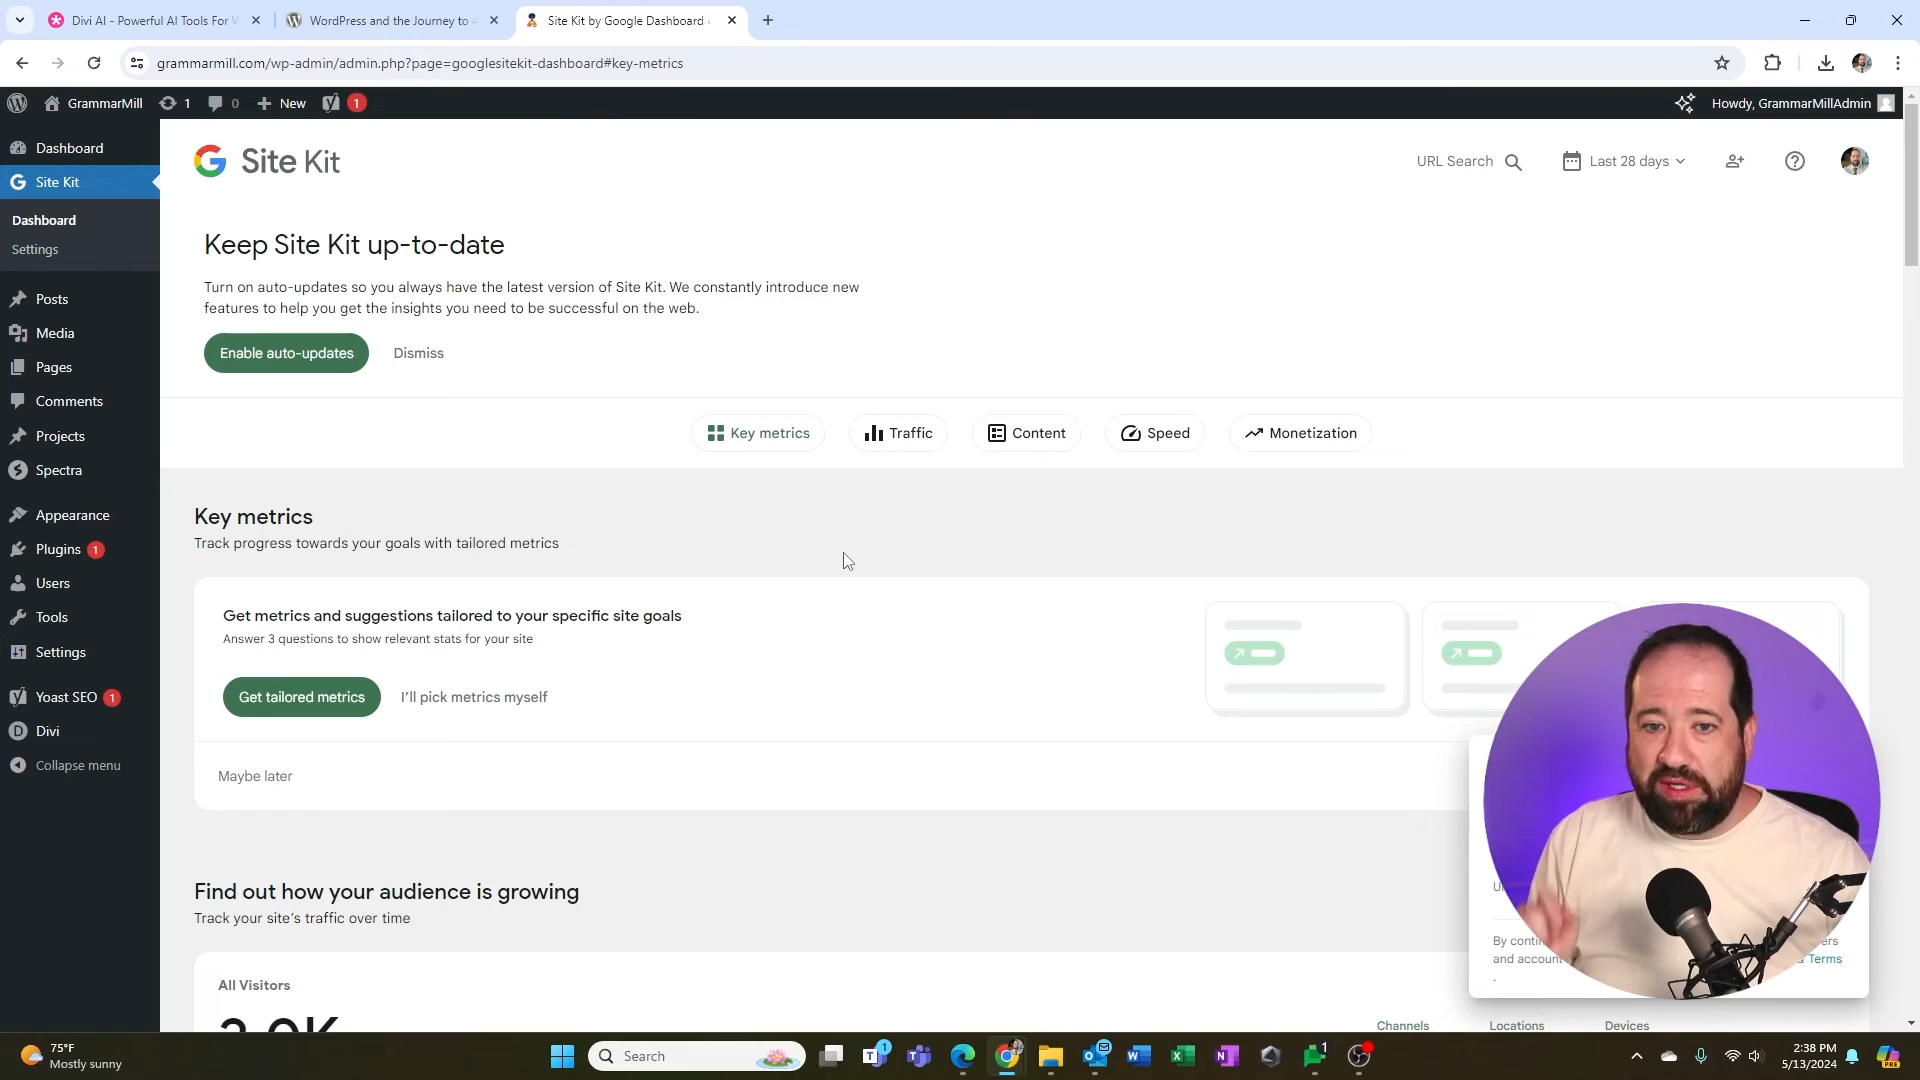 Divi AI - Powerful AI Tools For
WordPress and the Journey to
Site Kit by Google Dashboard
grammarmill.com/wp-admin/admin.php?page=googlesitekit-dashboard#key-metrics
GrammarMill
1
0
New
1
Howdy, GrammarMillAdmin
Dashboard
Site Kit
Dashboard
Settings
Posts
Media
Pages
Comments
Projects
Spectra
Appearance
Plugins 1
Users
Tools
Settings
Yoast SEO 1
Divi
Collapse menu
Site Kit
URL Search
Last 28 days
Keep Site Kit up-to-date
Turn on auto-updates so you always have the latest version of Site Kit. We constantly introduce new
features to help you get the insights you need to be successful on the web.
Enable auto-updates
Dismiss
Key metrics
Traffic
Content
Speed
Monetization
Key metrics
Track progress towards your goals with tailored metrics
Get metrics and suggestions tailored to your specific site goals
Answer 3 questions to show relevant stats for your site
Get tailored metrics
I'll pick metrics myself
Maybe later
By
and account
Terms
Find out how your audience is growing
Track your site's traffic over time
All Visitors
Channels
Locations
Devices
75°F
Mostly sunny
Search
1
1
2:38 PM
5/13/2024